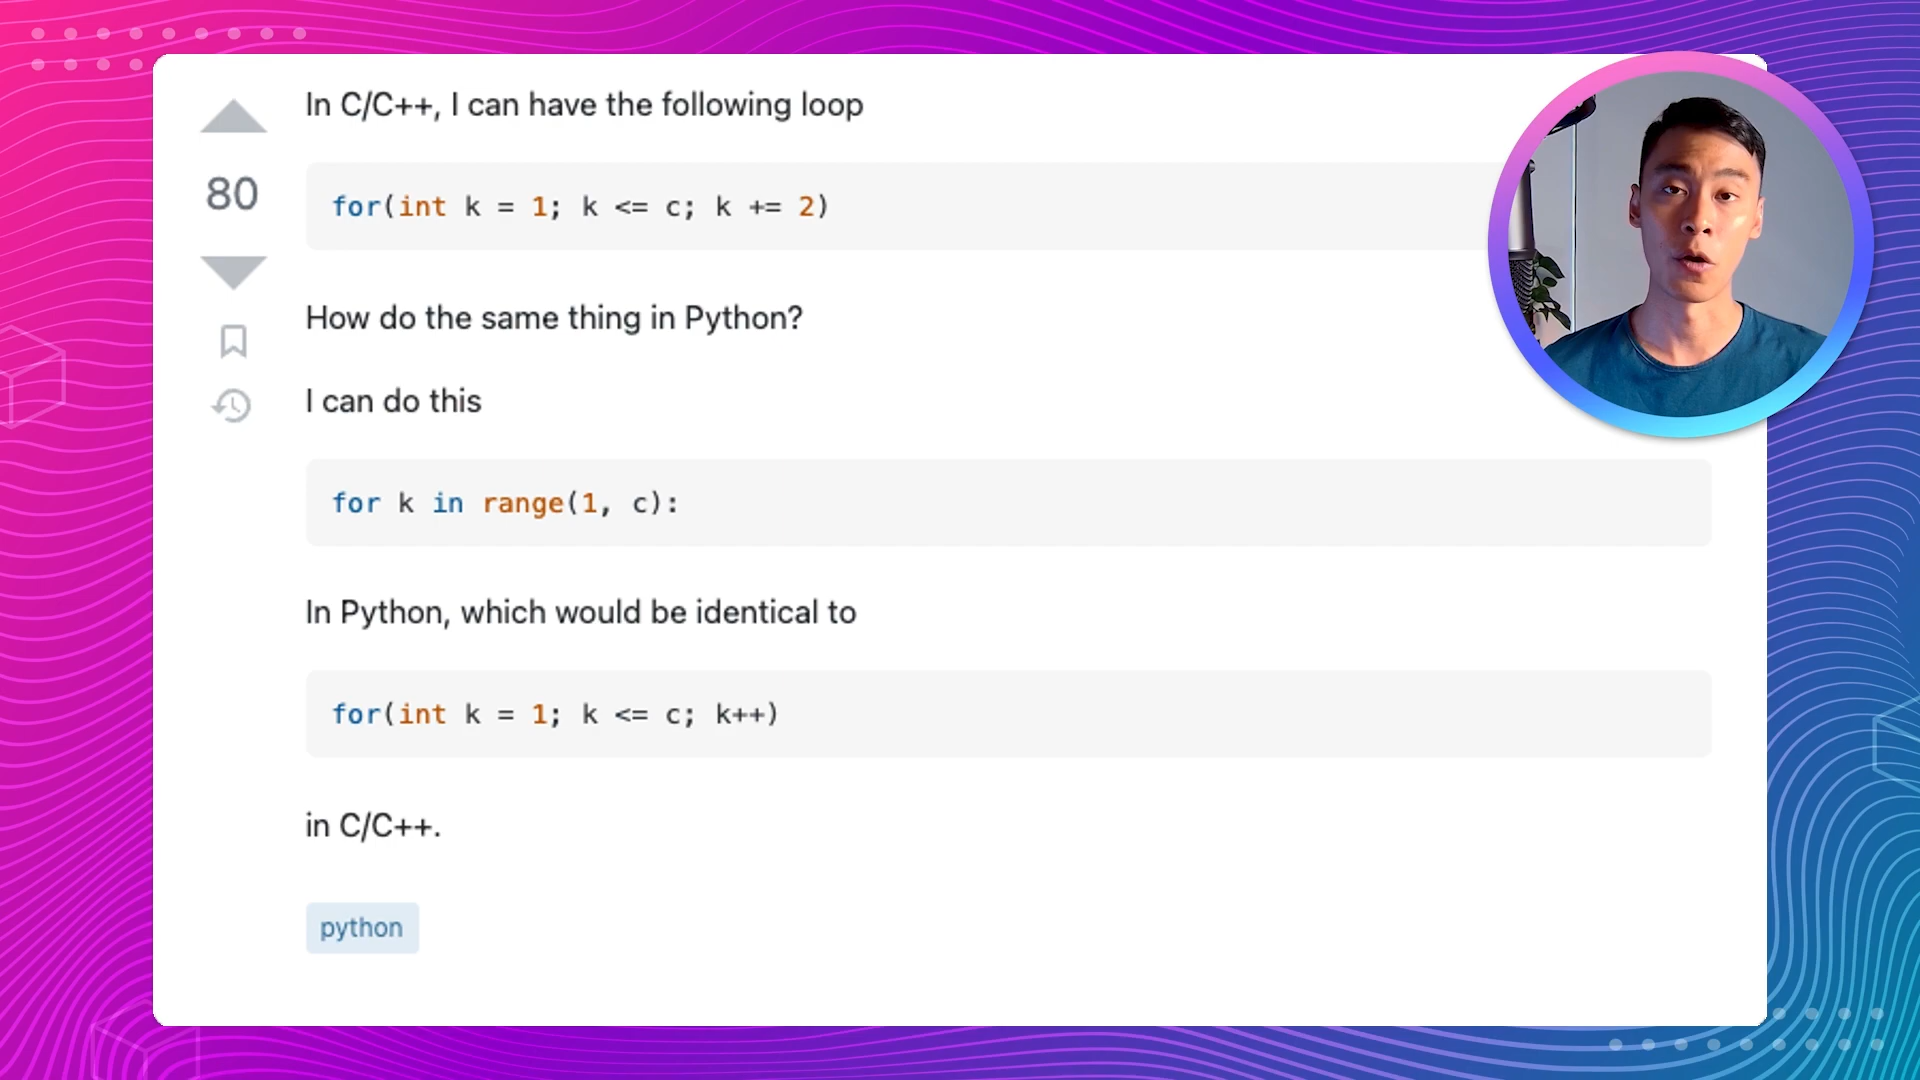 In C/C++, I can have the following loop
80
for(int k = 1; k <= c; k += 2)
How do the same thing in Python?
I can do this
for k in range(1, c):
In Python, which would be identical to
for(int k = 1; k <= c; k++)
in C/C++.
python